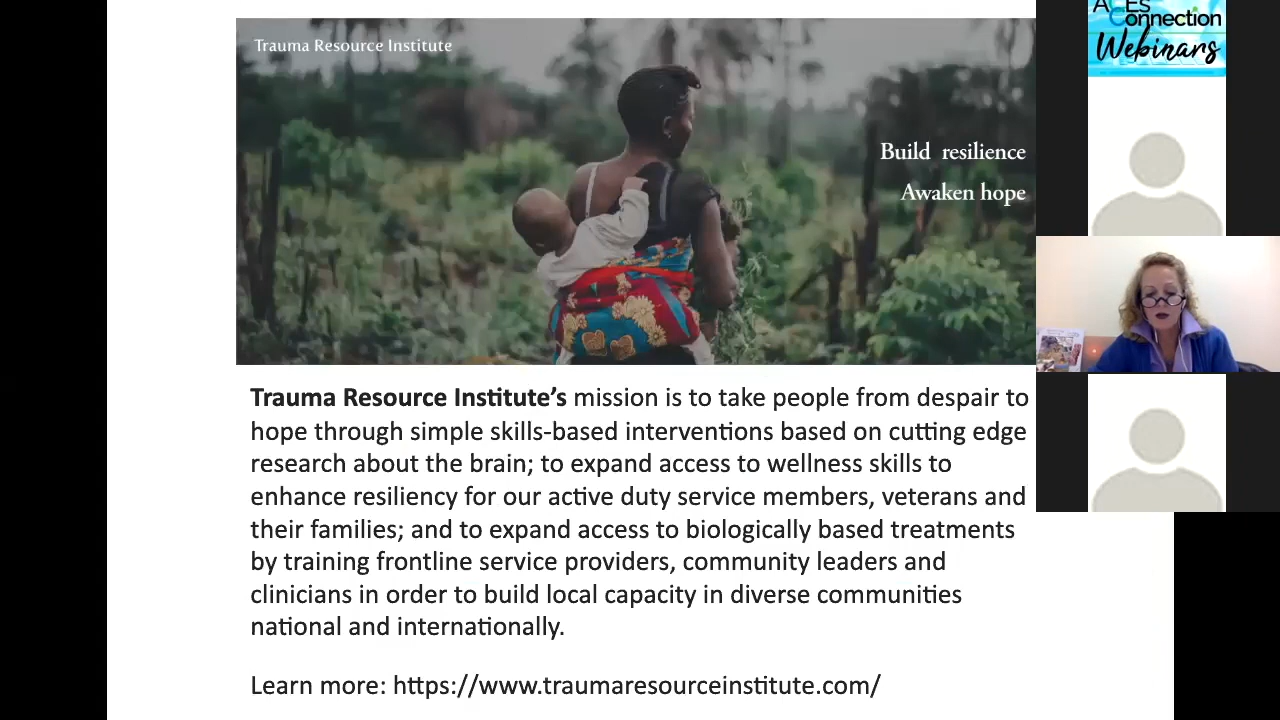 Trauma Resource Institute
Build resilience
Awaken hope
Trauma Resource Institute's mission is to take people from despair to
hope through simple skills-based interventions based on cutting edge
research about the brain; to expand access to wellness skills to
enhance resiliency for our active duty service members, veterans and
their families; and to expand access to biologically based treatments
by training frontline service providers, community leaders and
clinicians in order to build local capacity in diverse communities
national and internationally.
Learn more: https://www.traumaresourceinstitute.com/
ACEs
Connection
Webinars